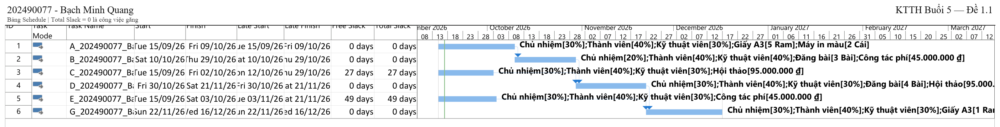 202490077 - Bạch Minh Quang KTTH Buổi 5 — Đề 1.1
Bảng Schedule | Total Slack = 0 là công việc găng
ID Task Mode Task Name Start Finish Late Start Late Finish Free Slack Total Slack mber 2026 October 2026 November 2026 December 2026 January 2027 February 2027 March 2027
08 13 18 23 28 03 08 13 18 23 28 02 07 12 17 22 27 02 07 12 17 22 27 01 06 11 16 21 26 31 05 10 15 20 25 02 07 12
1 A_202490077_Ba Tue 15/09/26 Fri 09/10/26 ue 15/09/26 Fri 09/10/26 0 days 0 days Chủ nhiệm[30%];Thành viên[40%];Kỹ thuật viên[30%];Giấy A3[5 Ram];Máy in màu[2 Cái]
2 B_202490077_Ba Sat 10/10/26 Thu 29/10/26 at 10/10/26 hu 29/10/26 0 days 0 days Chủ nhiệm[20%];Thành viên[40%];Kỹ thuật viên[40%];Đăng bài[3 Bài];Công tác phí[45.000.000 ₫]
3 C_202490077_Ba Tue 15/09/26 Fri 02/10/26 on 12/10/26 hu 29/10/26 27 days 27 days Chủ nhiệm[30%];Thành viên[40%];Kỹ thuật viên[30%];Hội thảo[95.000.000 ₫]
4 D_202490077_Ba Fri 30/10/26 Sat 21/11/26 Fri 30/10/26 at 21/11/26 0 days 0 days Chủ nhiệm[30%];Thành viên[40%];Kỹ thuật viên[30%];Đăng bài[4 Bài];Hội thảo[95.000.
5 E_202490077_Ba Tue 15/09/26 Sat 03/10/26 ue 03/11/26 at 21/11/26 49 days 49 days Chủ nhiệm[30%];Thành viên[40%];Kỹ thuật viên[30%];Công tác phí[45.000.000 ₫]
6 G_202490077_Ba Sun 22/11/26 Wed 16/12/26 un 22/11/26 ed 16/12/26 0 days 0 days Chủ nhiệm[30%];Thành viên[40%];Kỹ thuật viên[30%];Giấy A3[1 Ra